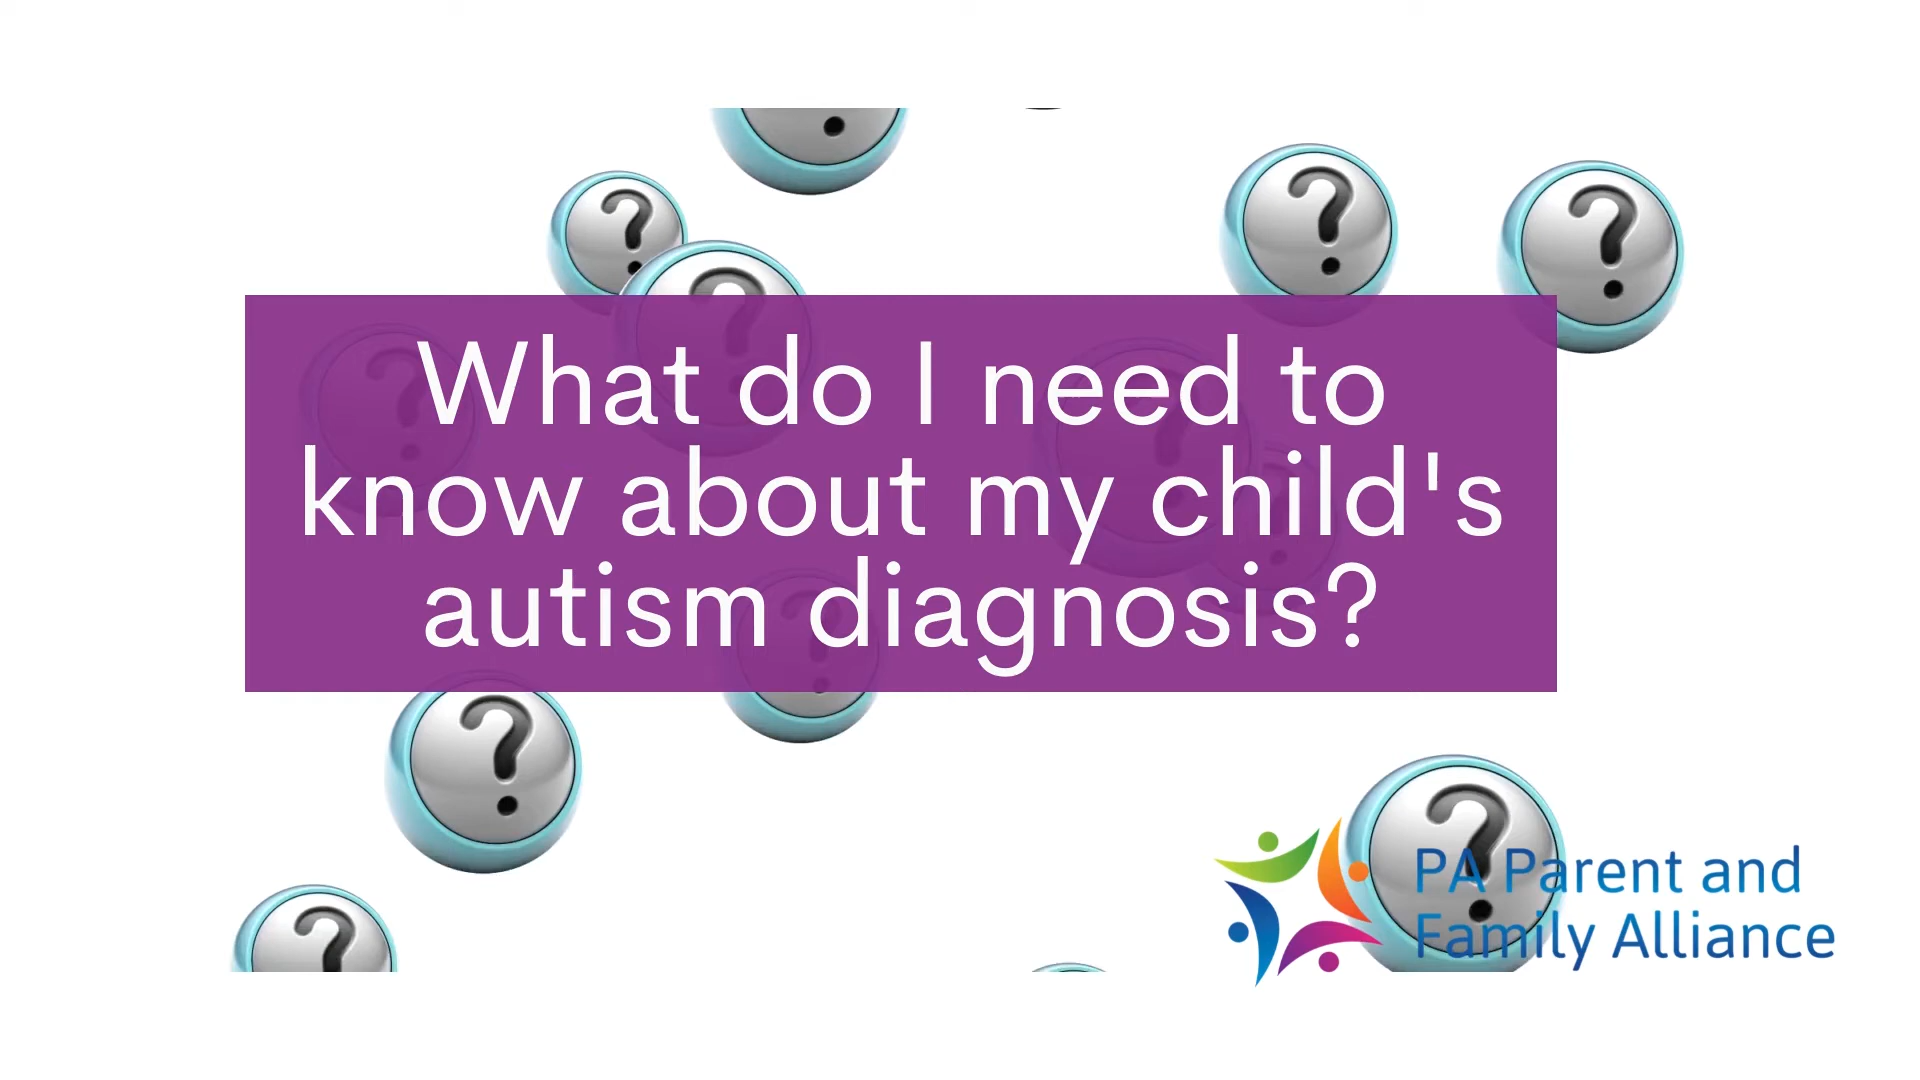 ?
?
?
?
?
What do I need to
know about my child's
autism diagnosis?
?
?
?
PA Parent and
Family Alliance